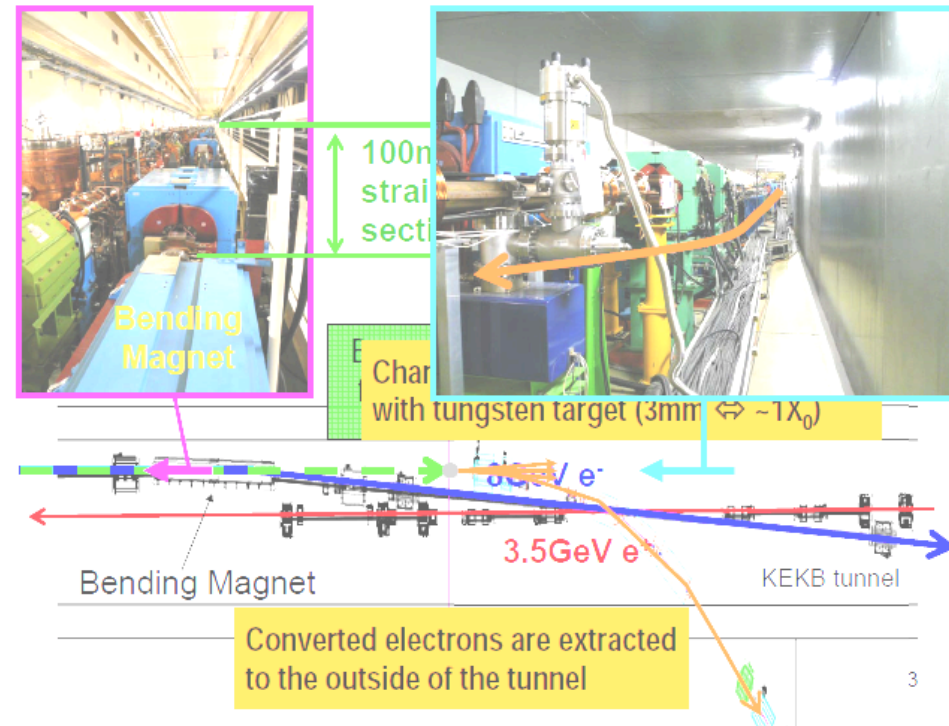 100m
strai
secti
Bending
Magnet
with tungsten target (3mm ⇔ ~1X₀)
8GeV e⁻
3.5GeV e⁺
Bending Magnet
KEKB tunnel
Converted electrons are extracted
to the outside of the tunnel
3